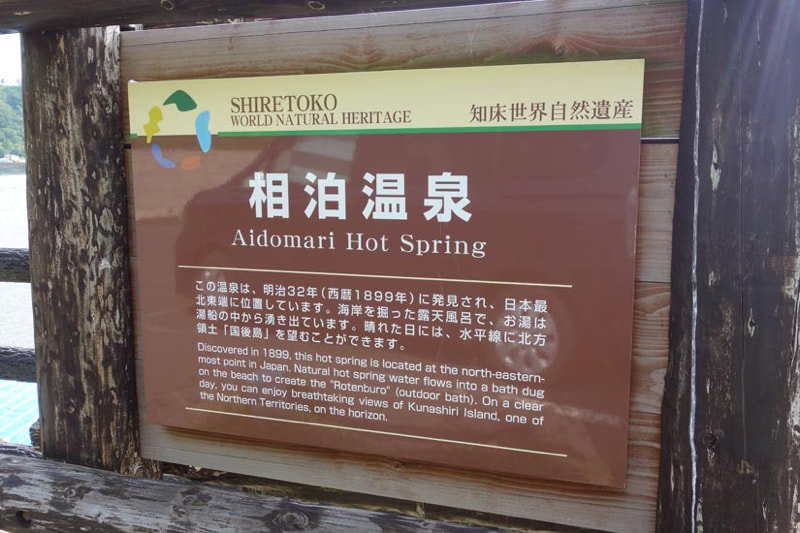 SHIRETOKO
WORLD NATURAL HERITAGE
知床世界自然遺産
相泊温泉
Aidomari Hot Spring
この温泉は、明治32年(西暦1899年)に発見され、日本最
北東端に位置しています。海岸を掘った露天風呂で、お湯は
湯船の中から湧き出ています。晴れた日には、水平線に北方
領土「国後島」を望むことができます。
Discovered in 1899, this hot spring is located at the north-eastern-
most point in Japan. Natural hot spring water flows into a bath dug
on the beach to create the "Rotenburo" (outdoor bath). On a clear
day, you can enjoy breathtaking views of Kunashiri Island, one of
the Northern Territories, on the horizon.